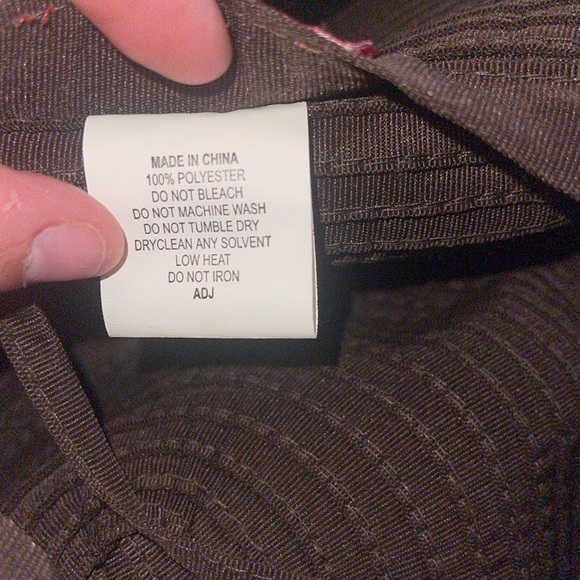 MADE IN CHINA
100% POLYESTER
DO NOT BLEACH
DO NOT MACHINE WASH
DO NOT TUMBLE DRY
DRYCLEAN ANY SOLVENT
LOW HEAT
DO NOT IRON
ADJ